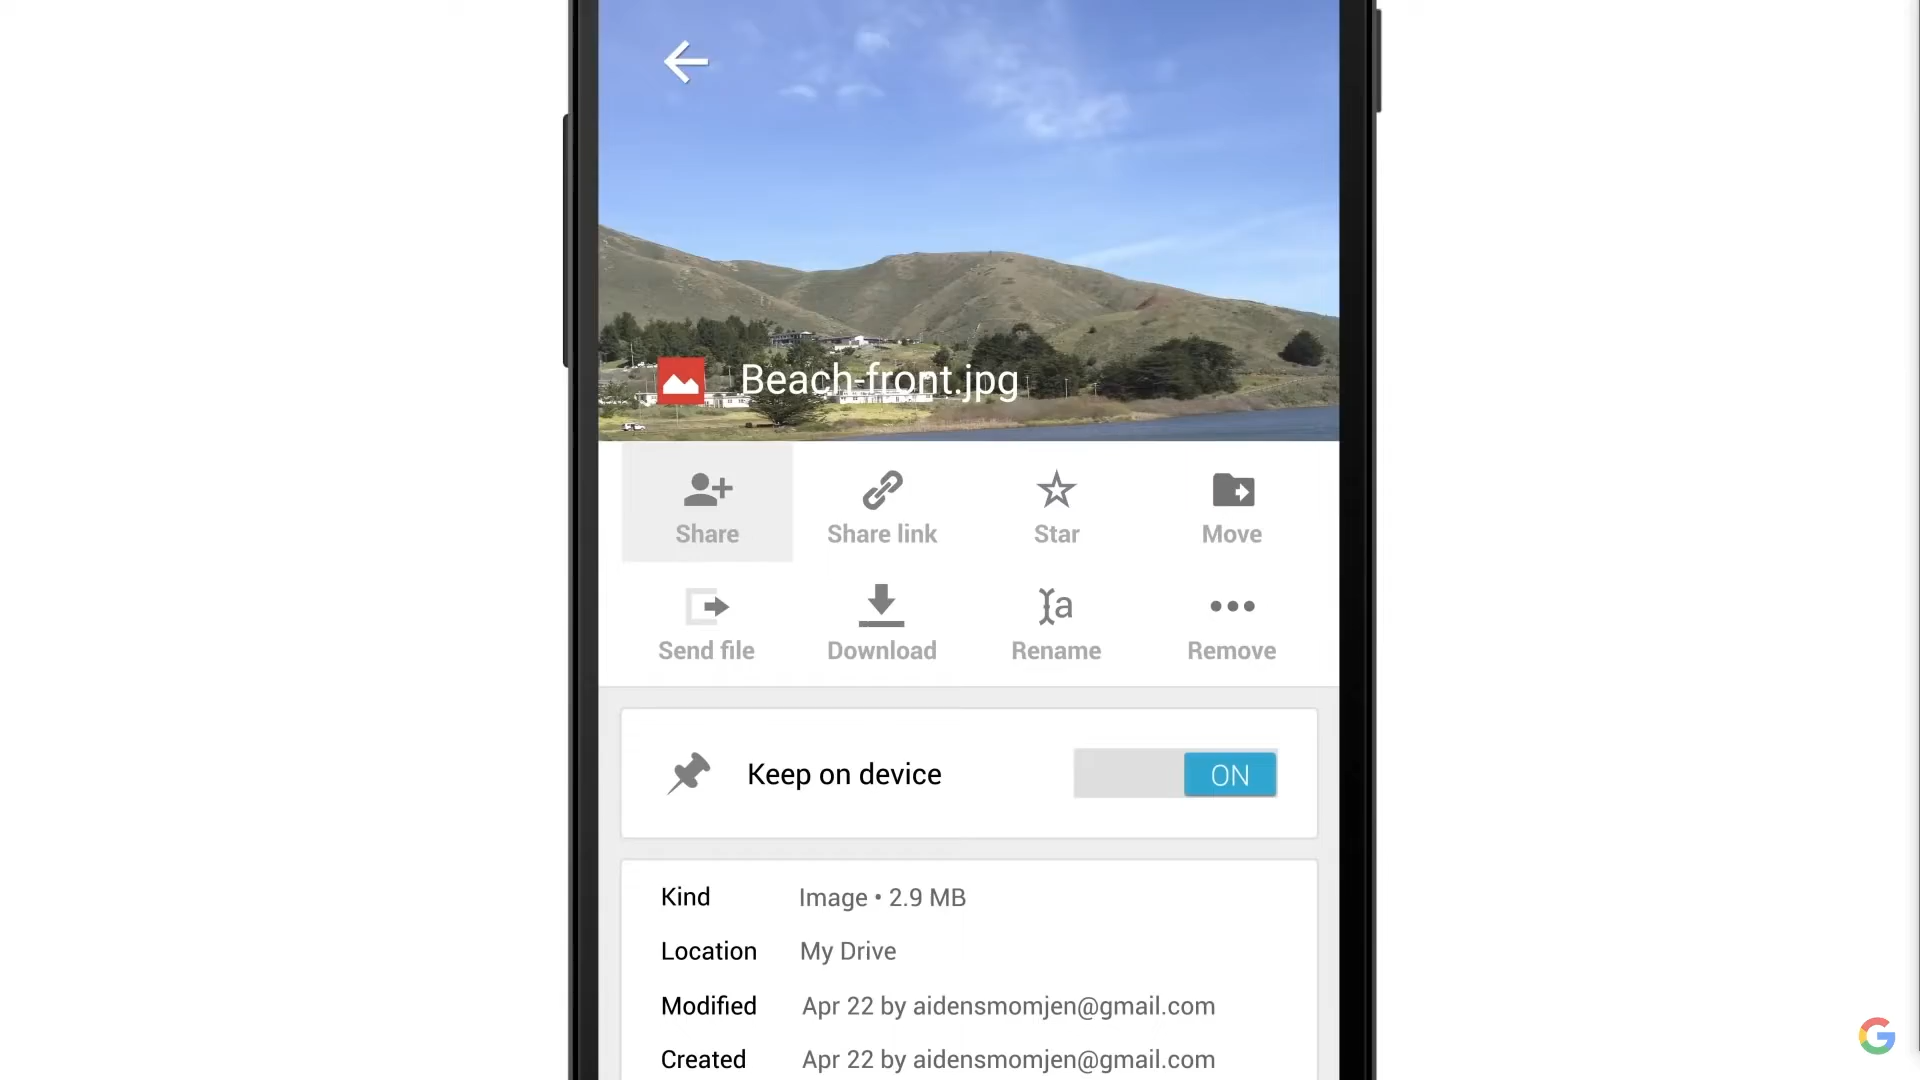 Beach-front.jpg
Share Share link Star Move
Send file Download Rename Remove
Keep on device ON
Kind Image • 2.9 MB
Location My Drive
Modified Apr 22 by aidensmomjen@gmail.com
Created Apr 22 by aidensmomjen@gmail.com